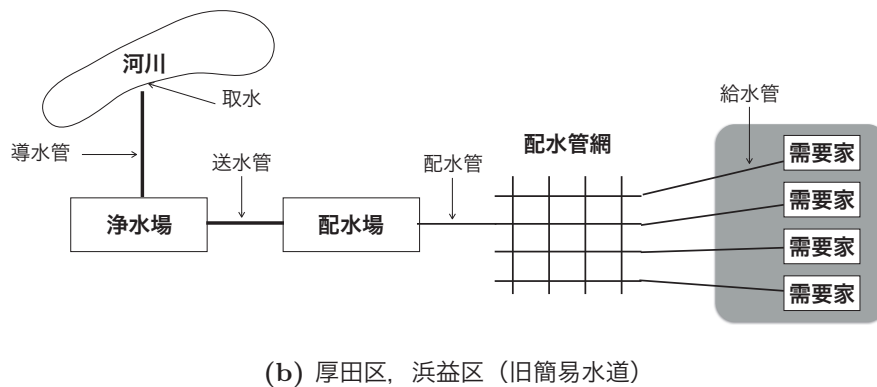 河川
取水
給水管
導水管
送水管
配水管
配水管網
浄水場
配水場
需要家
需要家
需要家
需要家
(b) 厚田区，浜益区（旧簡易水道）